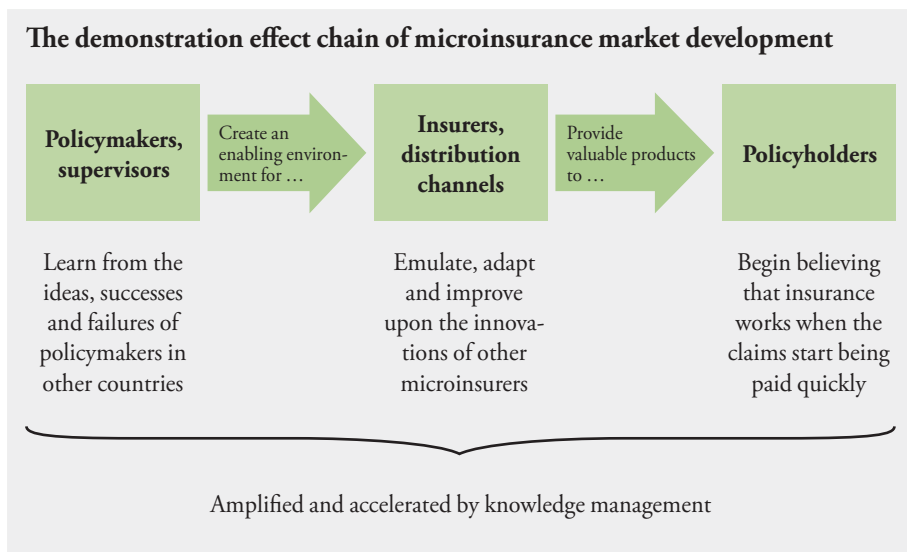 The demonstration effect chain of microinsurance market development
Policymakers,
supervisors
Create an
enabling environ-
ment for …
Insurers,
distribution
channels
Provide
valuable products
to …
Policyholders
Learn from the
ideas, successes
and failures of
policymakers in
other countries
Emulate, adapt
and improve
upon the innova-
tions of other
microinsurers
Begin believing
that insurance
works when the
claims start being
paid quickly
Amplified and accelerated by knowledge management